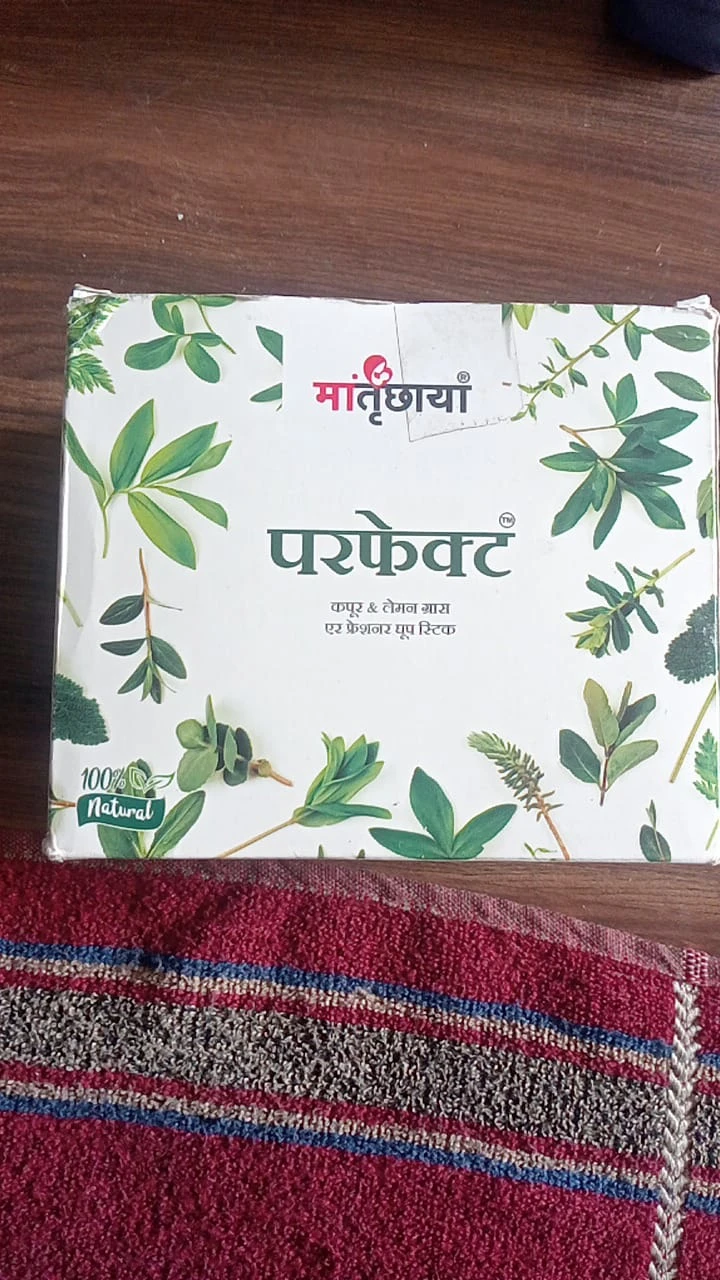 मांतृछाया®
परफेक्ट™
कपूर & लेमन ग्रास
एर फ्रेशनर धूप स्टिक
100%
Natural